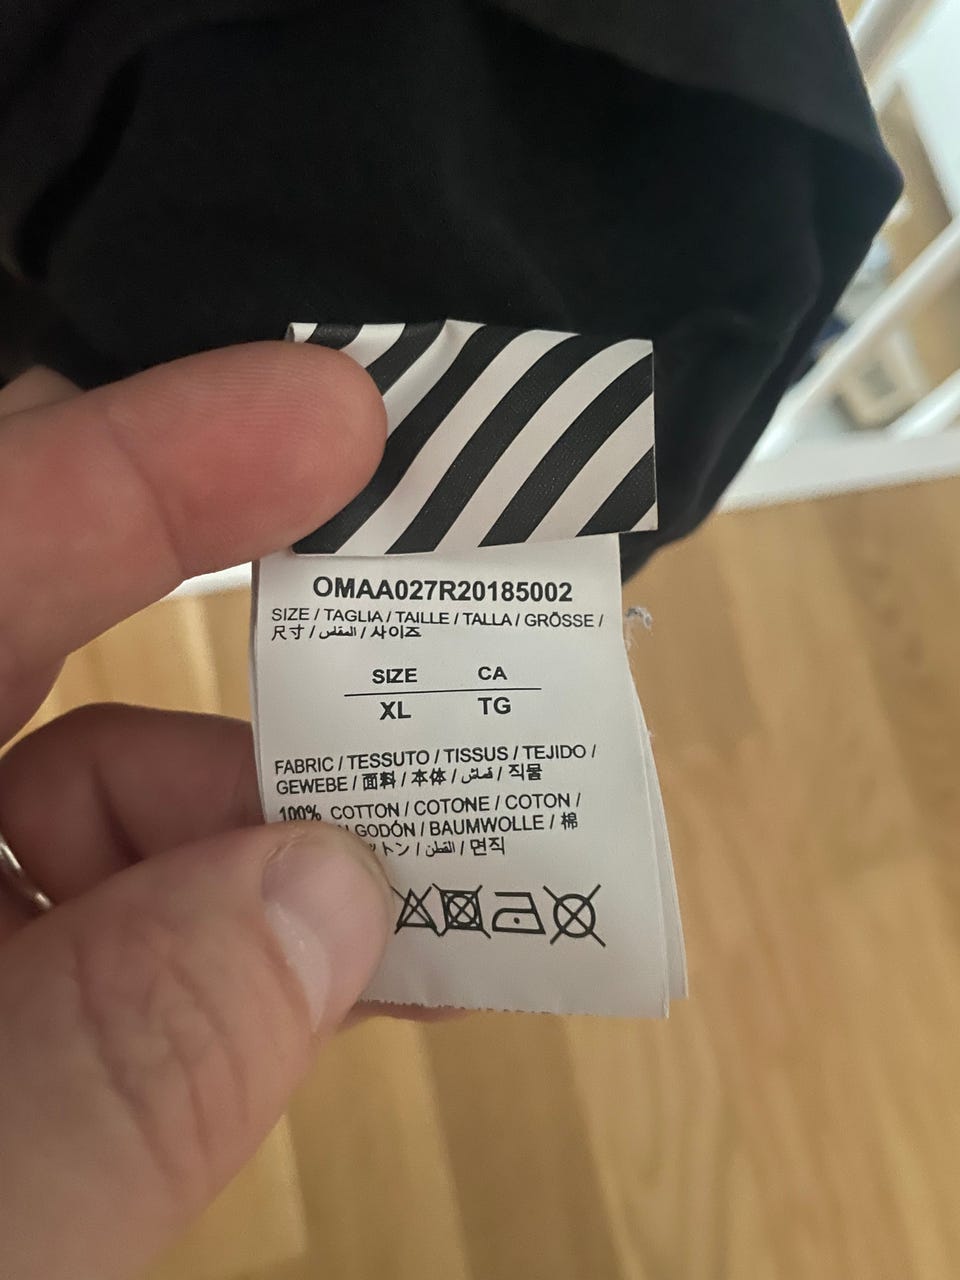 OMAA027R20185002
SIZE / TAGLIA / TAILLE / TALLA / GRÖSSE /
尺寸 / المقاس / 사이즈
SIZE CA
XL TG
FABRIC / TESSUTO / TISSUS / TEJIDO /
GEWEBE / 面料 / 本体 / قماش / 직물
100% COTTON / COTONE / COTON /
GODÓN / BAUMWOLLE / 棉
トン / القطن / 면직